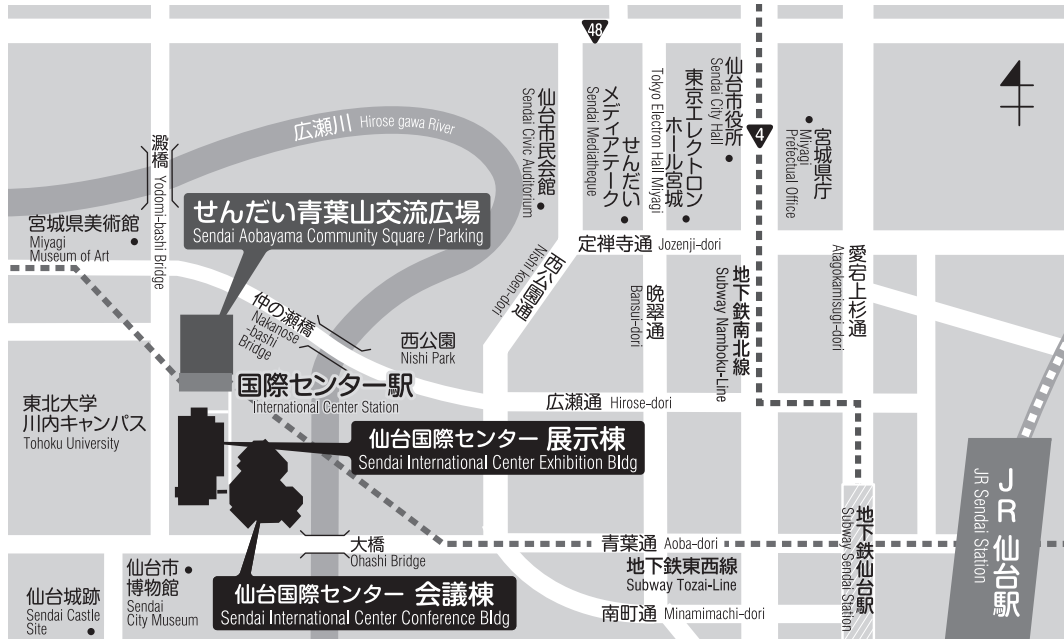 48
仙台市役所
Sendai City Hall
東京エレクトロン
ホール宮城
Tokyo Electron Hall Miyagi
せんだい
メディアテーク
Sendai Mediatheque
仙台市民会館
Sendai Civic Auditorium
4
宮城県庁
Miyagi
Prefectual Office
広瀬川 Hirose gawa River
澱橋 Yodomi-bashi Bridge
宮城県美術館
Miyagi
Museum of Art
せんだい青葉山交流広場
Sendai Aobayama Community Square / Parking
定禅寺通 Jozenji-dori
西公園通
Nishi koen-dori
晩翠通
Bansui-dori
地下鉄南北線
Subway Namboku-Line
愛宕上杉通
Atagokamisugi-dori
仲の瀬橋
Nakanose
-bashi
Bridge
西公園
Nishi Park
国際センター駅
International Center Station
広瀬通 Hirose-dori
東北大学
川内キャンパス
Tohoku University
仙台国際センター 展示棟
Sendai International Center Exhibition Bldg
JR 仙台駅
JR Sendai Station
地下鉄仙台駅
Subway Sendai Station
大橋
Ohashi Bridge
青葉通 Aoba-dori
地下鉄東西線
Subway Tozai-Line
仙台市
博物館
Sendai
City Museum
仙台城跡
Sendai Castle
Site
仙台国際センター 会議棟
Sendai International Center Conference Bldg
南町通 Minamimachi-dori